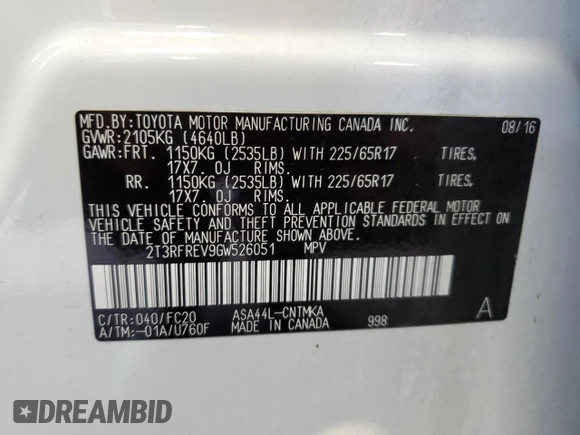 MFD.BY:TOYOTA MOTOR MANUFACTURING CANADA INC. 08/16
GVWR:2105KG (4640LB)
GAWR:FRT. 1150KG (2535LB) WITH 225/65R17 TIRES,
17X7. 0J RIMS.
RR. 1150KG (2535LB) WITH 225/65R17 TIRES,
17X7. 0J RIMS.
THIS VEHICLE CONFORMS TO ALL APPLICABLE FEDERAL MOTOR
VEHICLE SAFETY AND THEFT PREVENTION STANDARDS IN EFFECT ON
THE DATE OF MANUFACTURE SHOWN ABOVE.
2T3RFREV9GW526051 MPV
C/TR:040/FC20 ASA44L-CNTMKA A
A/TM:-01A/U760F MADE IN CANADA 998
DREAMBID